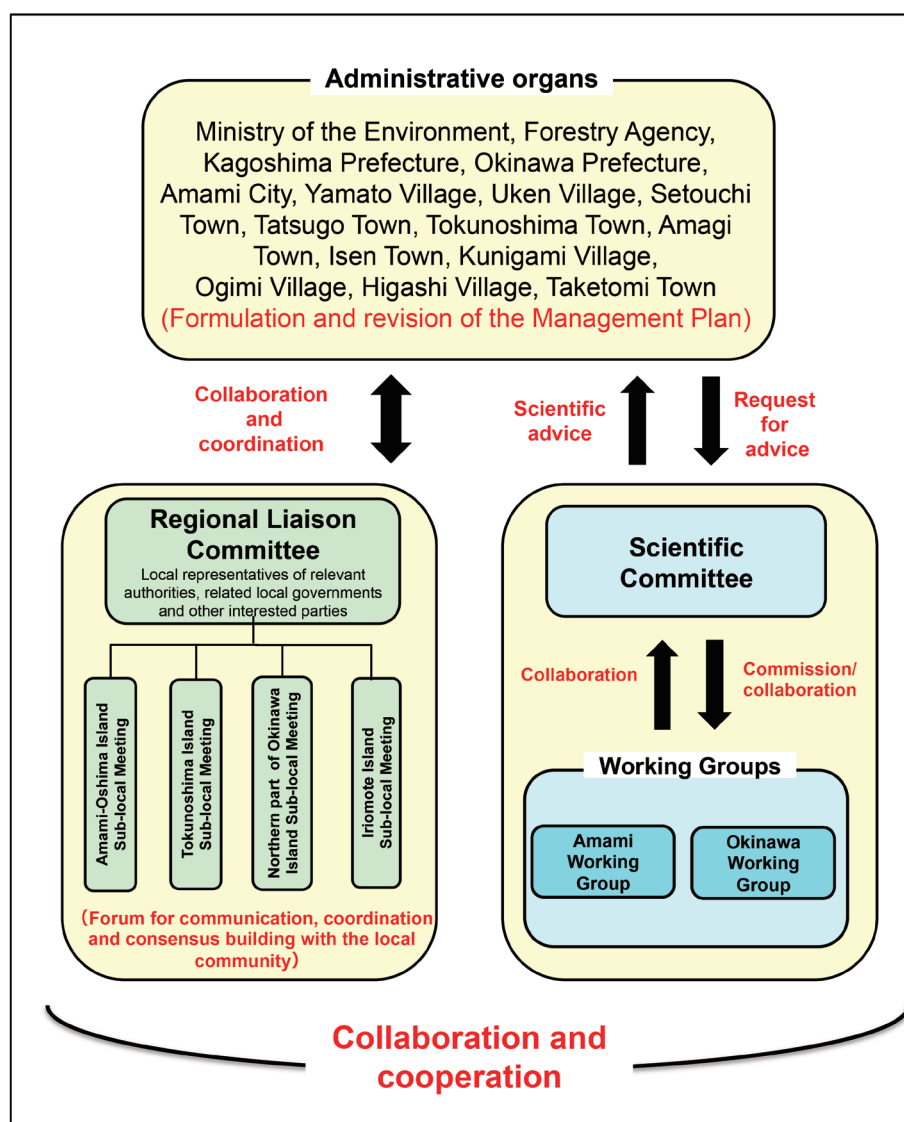 Administrative organs
Ministry of the Environment, Forestry Agency,
Kagoshima Prefecture, Okinawa Prefecture,
Amami City, Yamato Village, Uken Village, Setouchi
Town, Tatsugo Town, Tokunoshima Town, Amagi
Town, Isen Town, Kunigami Village,
Ogimi Village, Higashi Village, Taketomi Town
(Formulation and revision of the Management Plan)
Collaboration
and
coordination
Scientific
advice
Request
for
advice
Regional Liaison
Committee
Local representatives of relevant
authorities, related local governments
and other interested parties
Amami-Oshima Island
Sub-local Meeting
Tokunoshima Island
Sub-local Meeting
Northern part of Okinawa
Island Sub-local Meeting
Iriomote Island
Sub-local Meeting
(Forum for communication, coordination
and consensus building with the local
community)
Scientific
Committee
Collaboration
Commission/
collaboration
Working Groups
Amami
Working
Group
Okinawa
Working
Group
Collaboration and
cooperation